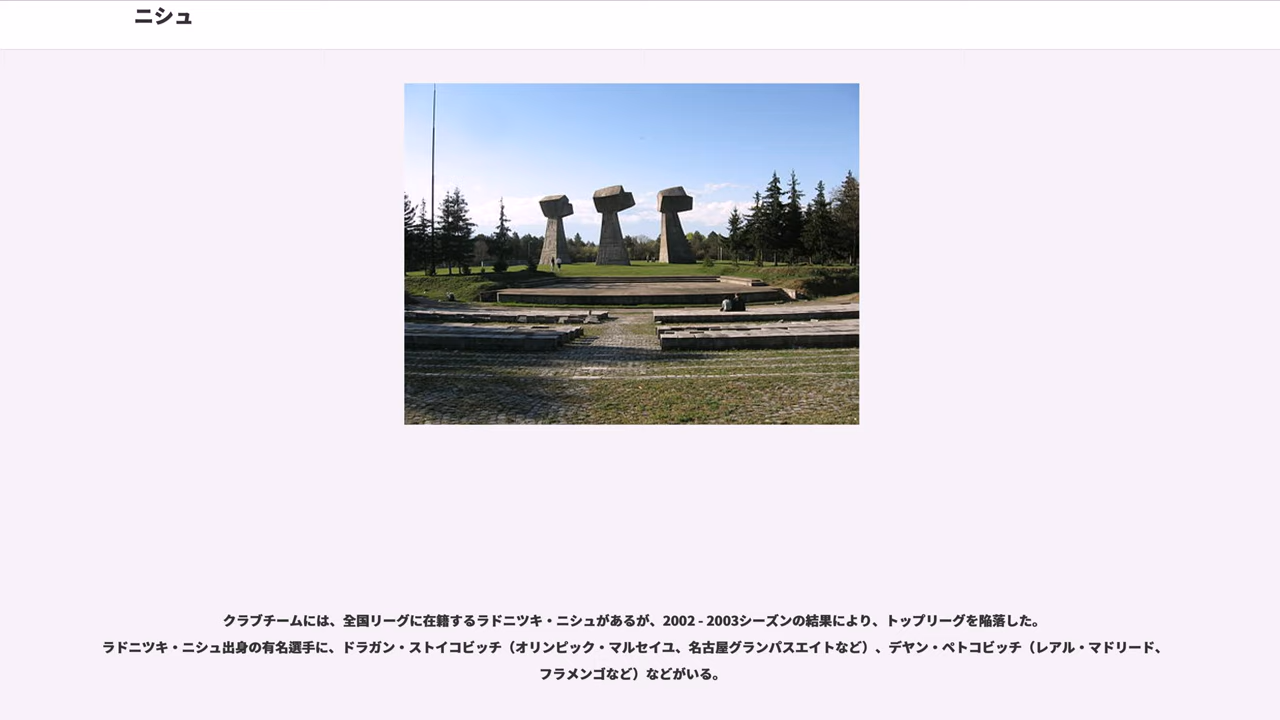 ニシュ
クラブチームには、全国リーグに在籍するラドニツキ・ニシュがあるが、2002 - 2003シーズンの結果により、トップリーグを陥落した。
ラドニツキ・ニシュ出身の有名選手に、ドラガン・ストイコビッチ（オリンピック・マルセイユ、名古屋グランパスエイトなど）、デヤン・ペトコビッチ（レアル・マドリード、
フラメンゴなど）などがいる。